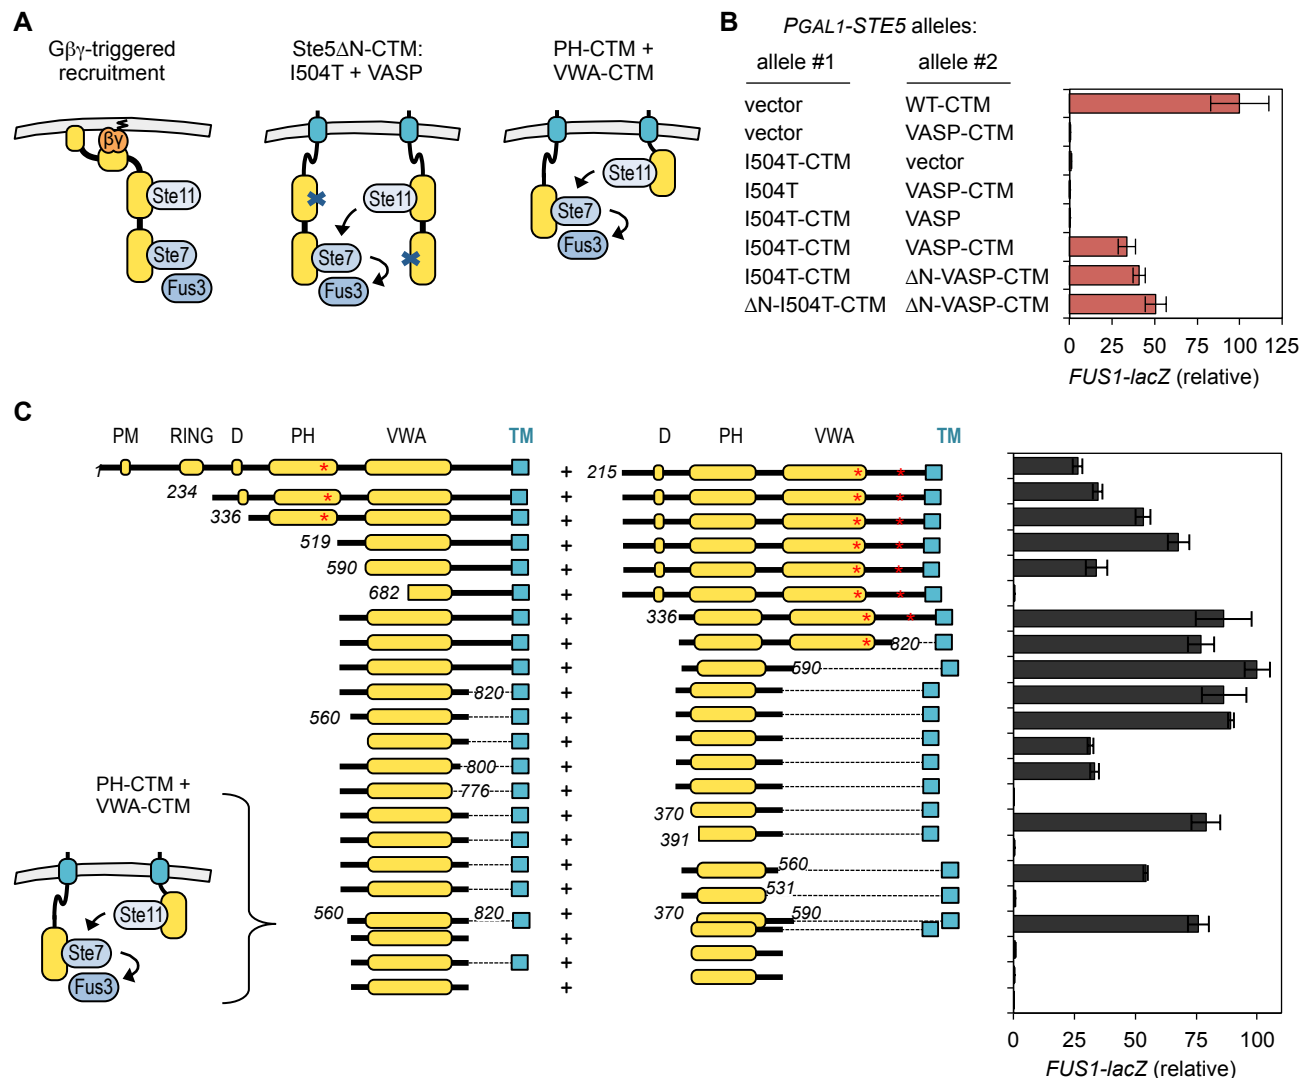 A
Gβγ-triggered
recruitment
βγ
Ste11
Ste7
Fus3
Ste5ΔN-CTM:
I504T + VASP
Ste11
Ste7
Fus3
PH-CTM +
VWA-CTM
Ste11
Ste7
Fus3
B
PGAL1-STE5 alleles:
allele #1 allele #2
vector WT-CTM
vector VASP-CTM
I504T-CTM vector
I504T VASP-CTM
I504T-CTM VASP
I504T-CTM VASP-CTM
I504T-CTM ΔN-VASP-CTM
ΔN-I504T-CTM ΔN-VASP-CTM
0 25 50 75 100 125
FUS1-lacZ (relative)
C
PM RING D PH VWA TM D PH VWA TM
1 * + 215 * *
234 * + * *
336 * + * *
519 + * *
590 + * *
682 + * *
+ 336 * *
+ * 820
+ 590
820 +
560 +
+
800 +
776 +
+ 370
+ 391
+ 560
+ 531
560 820 + 370 590
+
+
+
PH-CTM +
VWA-CTM
Ste11
Ste7
Fus3
0 25 50 75 100
FUS1-lacZ (relative)